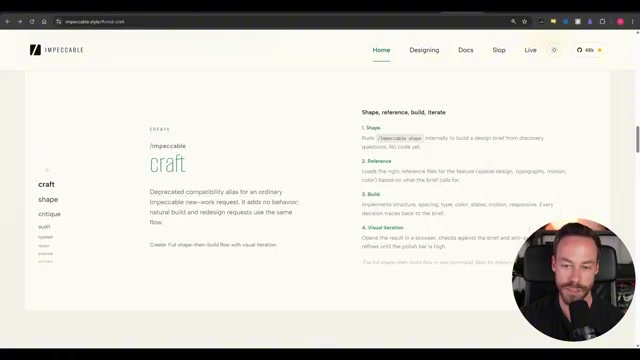 impeccable.style/#cmd-craft
IMPECCABLE
Home
Designing
Docs
Slop
Live
48k
CREATE
/impeccable
craft
Deprecated compatibility alias for an ordinary
Impeccable new-work request. It adds no behavior;
natural build and redesign requests use the same
flow.
Create: Full shape-then-build flow with visual iteration
craft
shape
critique
audit
Shape, reference, build, iterate
1. Shape
Runs /impeccable shape internally to build a design brief from discovery
questions. No code yet.
2. Reference
Loads the right reference files for the feature (spatial design, typography, motion,
color) based on what the brief calls for.
3. Build
Implements structure, spacing, type, color, states, motion, responsive. Every
decision traces back to the brief.
4. Visual iteration
Opens the result in a browser, checks against the brief and anti-
refines until the polish bar is high.
The full shape-then-build flow in one command.